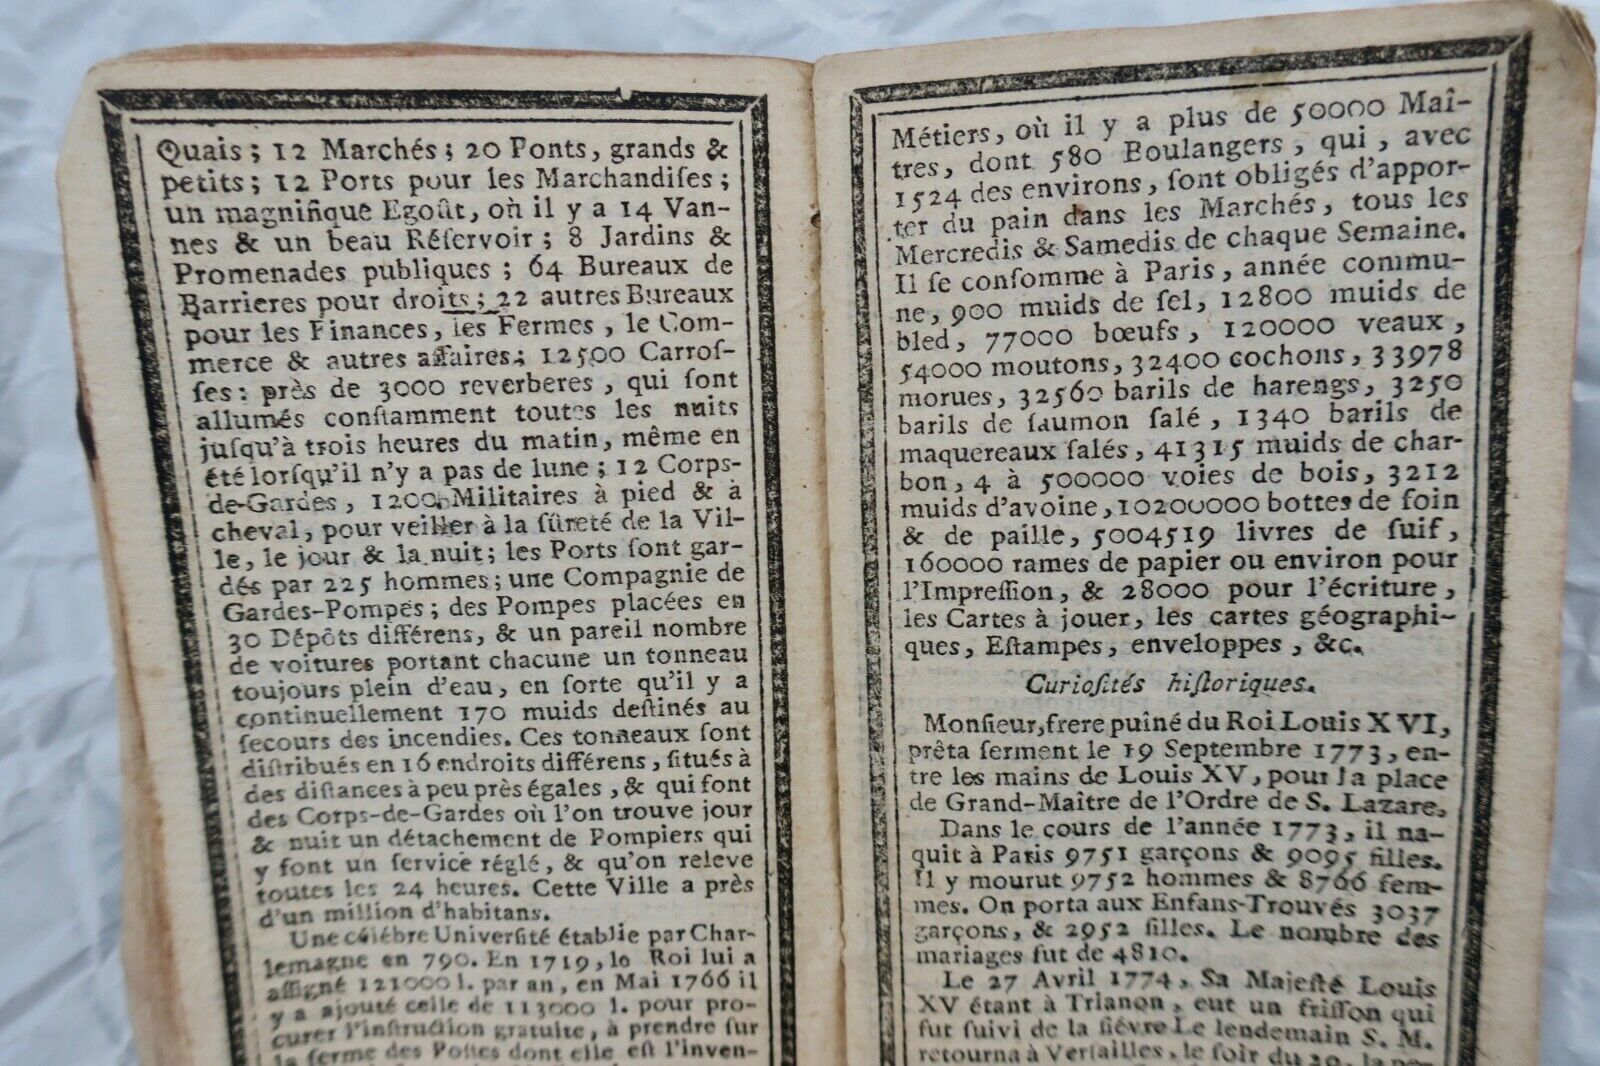 Quais ; 12 Marchés ; 20 Ponts, grands &
petits ; 12 Ports pour les Marchandiſes ;
un magnifique Egoût, où il y a 14 Van-
nes & un beau Réſervoir ; 8 Jardins &
Promenades publiques ; 64 Bureaux de
Barrieres pour droits ; 22 autres Bureaux
pour les Finances, les Fermes, le Com-
merce & autres affaires ; 12500 Carroſ-
ſes : près de 3000 reverberes, qui ſont
allumés conſtamment toutes les nuits
juſqu'à trois heures du matin, même en
été lorſqu'il n'y a pas de lune ; 12 Corps-
de-Gardes, 1200 Militaires à pied & à
cheval, pour veiller à la ſûreté de la Vil-
le, le jour & la nuit ; les Ports ſont gar-
dés par 225 hommes ; une Compagnie de
Gardes-Pompes ; des Pompes placées en
30 Dépôts différens, & un pareil nombre
de voitures portant chacune un tonneau
toujours plein d'eau, en ſorte qu'il y a
continuellement 170 muids deſtinés au
ſecours des incendies. Ces tonneaux ſont
diſtribués en 16 endroits différens, ſitués à
des diſtances à peu près égales, & qui ſont
des Corps-de-Gardes où l'on trouve jour
& nuit un détachement de Pompiers qui
y ſont un ſervice réglé, & qu'on releve
toutes les 24 heures. Cette Ville a près
d'un million d'habitans.
Une célèbre Univerſité établie par Char-
lemagne en 790. En 1719, le Roi lui a
aſſigné 121000 l. par an, en Mai 1766 il
y a ajouté celle de 113000 l. pour pro-
curer l'inſtruction gratuite, à prendre ſur
la ferme des Poſtes dont elle eſt l'inven-
Métiers, où il y a plus de 50000 Maî-
tres, dont 580 Boulangers, qui, avec
1524 des environs, ſont obligés d'appor-
ter du pain dans les Marchés, tous les
Mercredis & Samedis de chaque Semaine.
Il ſe conſomme à Paris, année commu-
ne, 900 muids de ſel, 12800 muids de
bled, 77000 bœufs, 120000 veaux,
54000 moutons, 32400 cochons, 33978
morues, 32560 barils de harengs, 3250
barils de ſaumon ſalé, 1340 barils de
maquereaux ſalés, 41315 muids de char-
bon, 4 à 500000 voies de bois, 3212
muids d'avoine, 10200000 bottes de foin
& de paille, 5004519 livres de ſuif,
160000 rames de papier ou environ pour
l'Impreſſion, & 28000 pour l'écriture,
les Cartes à jouer, les cartes géographi-
ques, Eſtampes, enveloppes, &c.
Curioſités hiſtoriques.
Monſieur, frere puîné du Roi Louis XVI,
prêta ſerment le 19 Septembre 1773, en-
tre les mains de Louis XV, pour la place
de Grand-Maître de l'Ordre de S. Lazare.
Dans le cours de l'année 1773, il na-
quit à Paris 9751 garçons & 9095 filles.
Il y mourut 9752 hommes & 8766 fem-
mes. On porta aux Enfans-Trouvés 3037
garçons, & 2952 filles. Le nombre des
mariages fut de 4810.
Le 27 Avril 1774, Sa Majeſté Louis
XV étant à Trianon, eut un friſſon qui
fut ſuivi de la fiévre Le lendemain S. M.
retourna à Verſailles, le ſoir du 29, la pe-